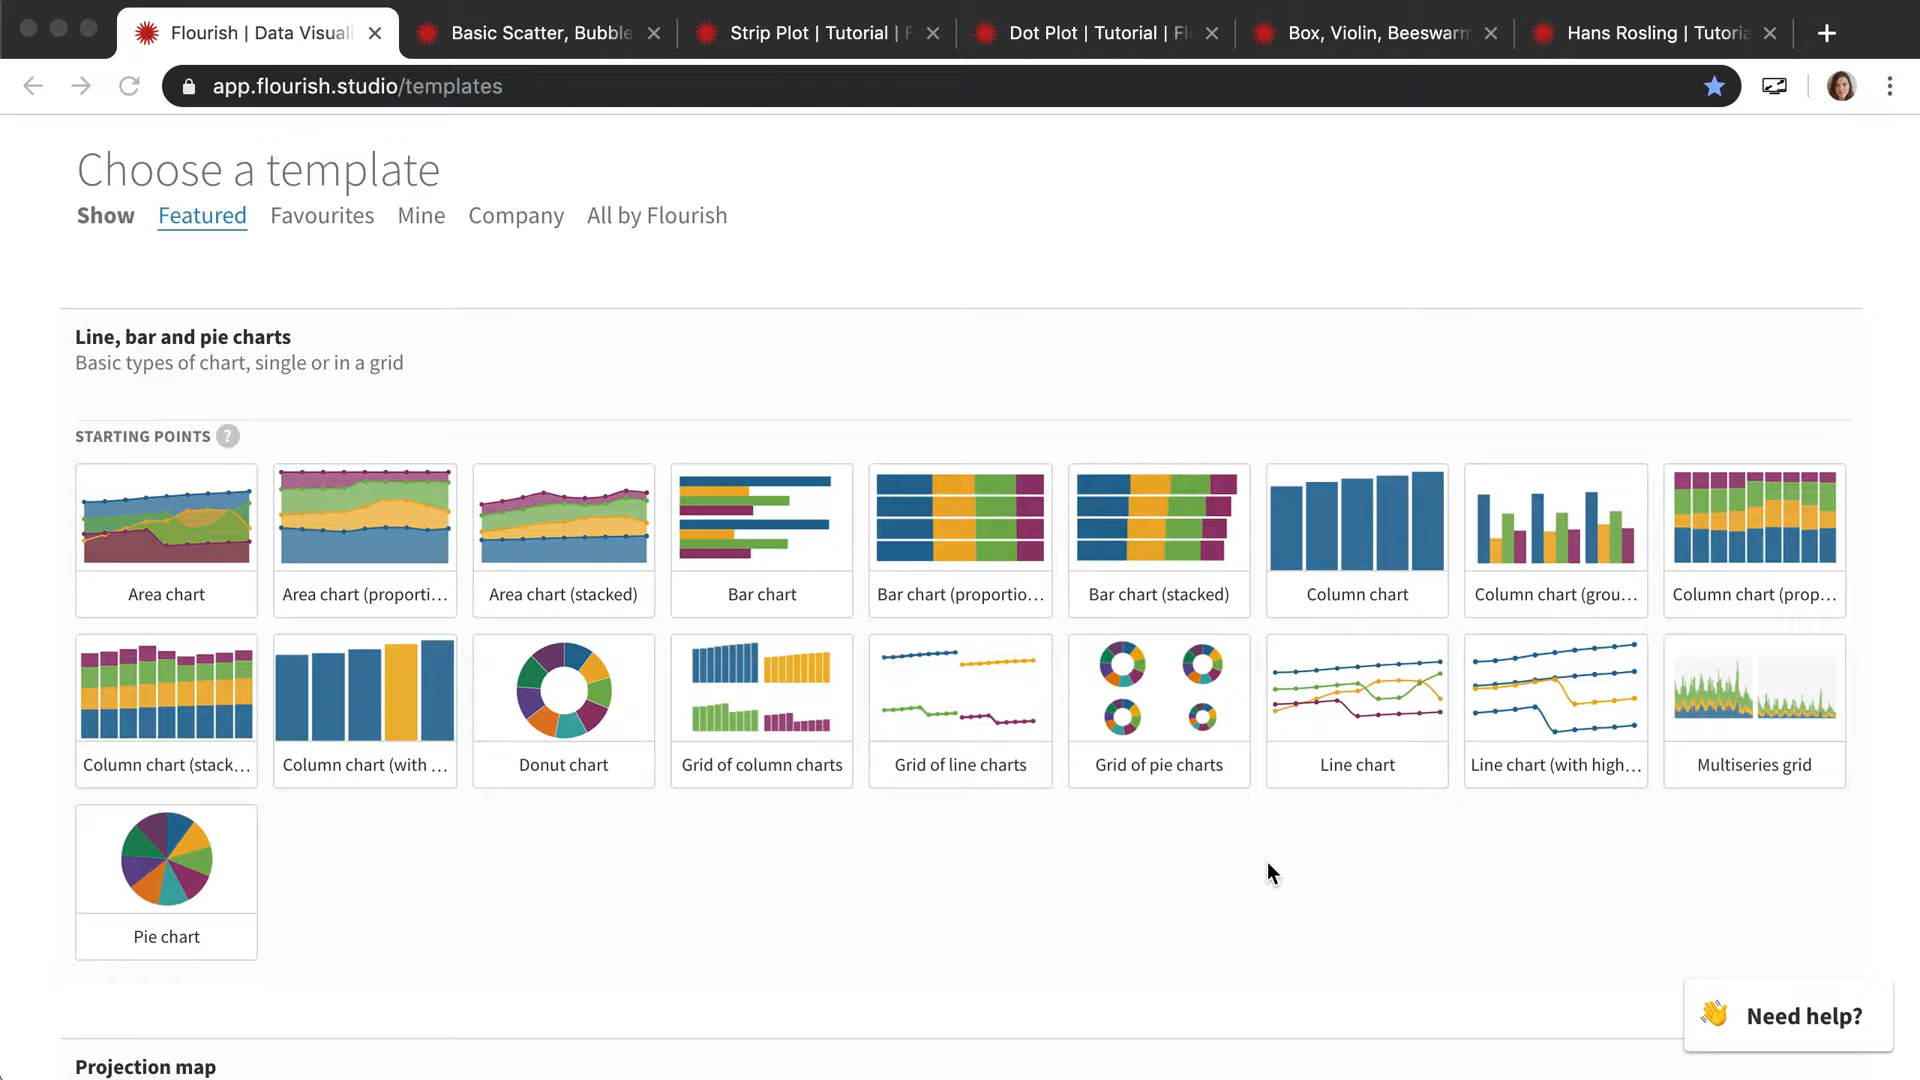 Flourish | Data Visuali
Basic Scatter, Bubble
Strip Plot | Tutorial | F
Dot Plot | Tutorial | Fl
Box, Violin, Beeswarm
Hans Rosling | Tutoria
app.flourish.studio/templates
Choose a template
Show Featured Favourites Mine Company All by Flourish
Line, bar and pie charts
Basic types of chart, single or in a grid
STARTING POINTS ?
Area chart
Area chart (proporti...
Area chart (stacked)
Bar chart
Bar chart (proportio...
Bar chart (stacked)
Column chart
Column chart (grou...
Column chart (prop...
Column chart (stack...
Column chart (with ...
Donut chart
Grid of column charts
Grid of line charts
Grid of pie charts
Line chart
Line chart (with high...
Multiseries grid
Pie chart
Need help?
Projection map